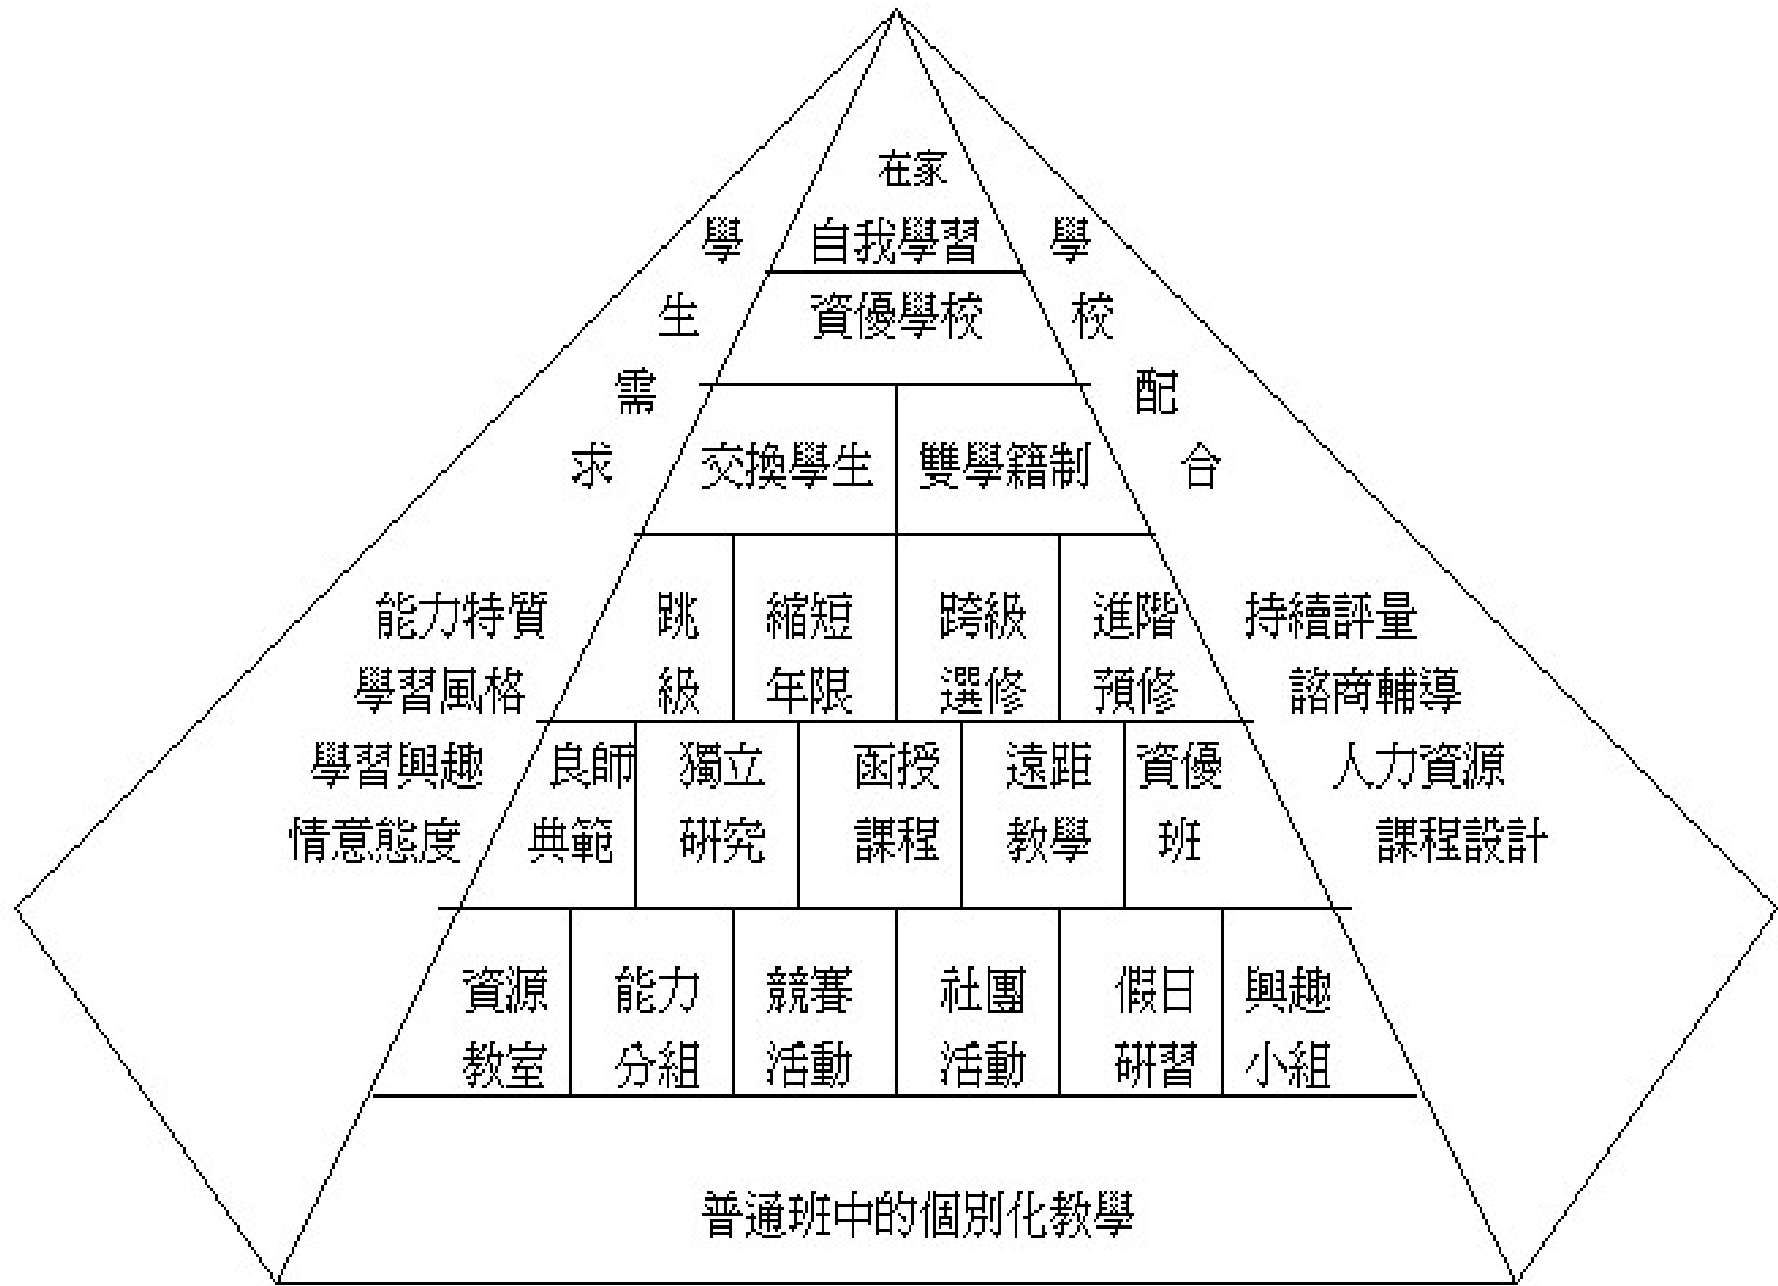 在家
自我學習
資優學校
交換學生
雙學籍制
跳
級
縮短
年限
跨級
選修
進階
預修
良師
典範
獨立
研究
函授
課程
遠距
教學
資優
班
資源
教室
能力
分組
競賽
活動
社團
活動
假日
研習
興趣
小組
普通班中的個別化教學
學生需求
能力特質
學習風格
學習興趣
情意態度
學校配合
持續評量
諮商輔導
人力資源
課程設計